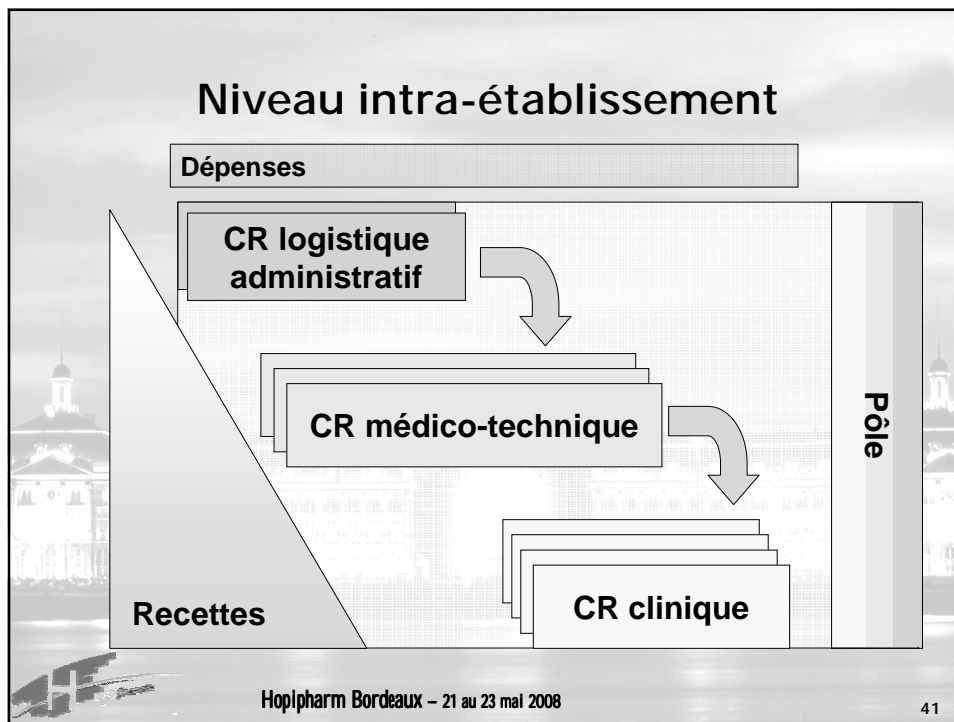 Niveau intra-établissement
Dépenses
CR logistique
administratif
CR médico-technique
CR clinique
Recettes
Pôle
Hopipharm Bordeaux – 21 au 23 mai 2008
41